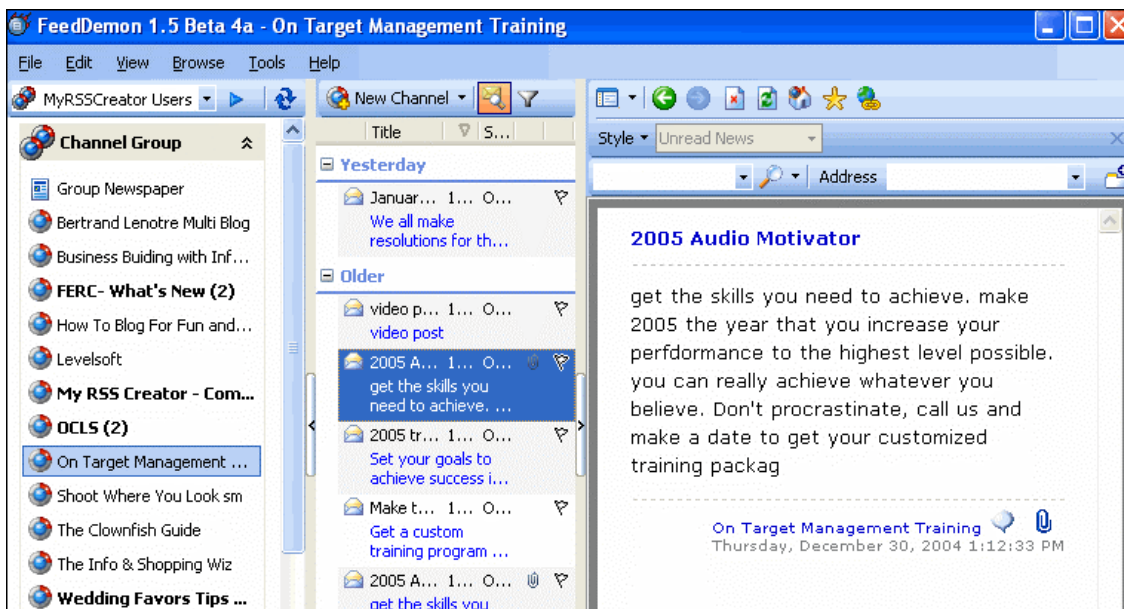 FeedDemon 1.5 Beta 4a - On Target Management Training
File Edit View Browse Tools Help
MyRSSCreator Users
New Channel
Channel Group
Group Newspaper
Bertrand Lenotre Multi Blog
Business Buiding with Inf...
FERC- What's New (2)
How To Blog For Fun and...
Levelsoft
My RSS Creator - Com...
OCLS (2)
On Target Management ...
Shoot Where You Look sm
The Clownfish Guide
The Info & Shopping Wiz
Wedding Favors Tips ...
Title S...
Yesterday
Januar... 1... O...
We all make
resolutions for th...
Older
video p... 1... O...
video post
2005 A... 1... O...
get the skills you
need to achieve. ...
2005 tr... 1... O...
Set your goals to
achieve success i...
Make t... 1... O...
Get a custom
training program ...
2005 A... 1... O...
get the skills you
Style Unread News
Address
2005 Audio Motivator
get the skills you need to achieve. make
2005 the year that you increase your
perfdormance to the highest level possible.
you can really achieve whatever you
believe. Don't procrastinate, call us and
make a date to get your customized
training packag
On Target Management Training
Thursday, December 30, 2004 1:12:33 PM